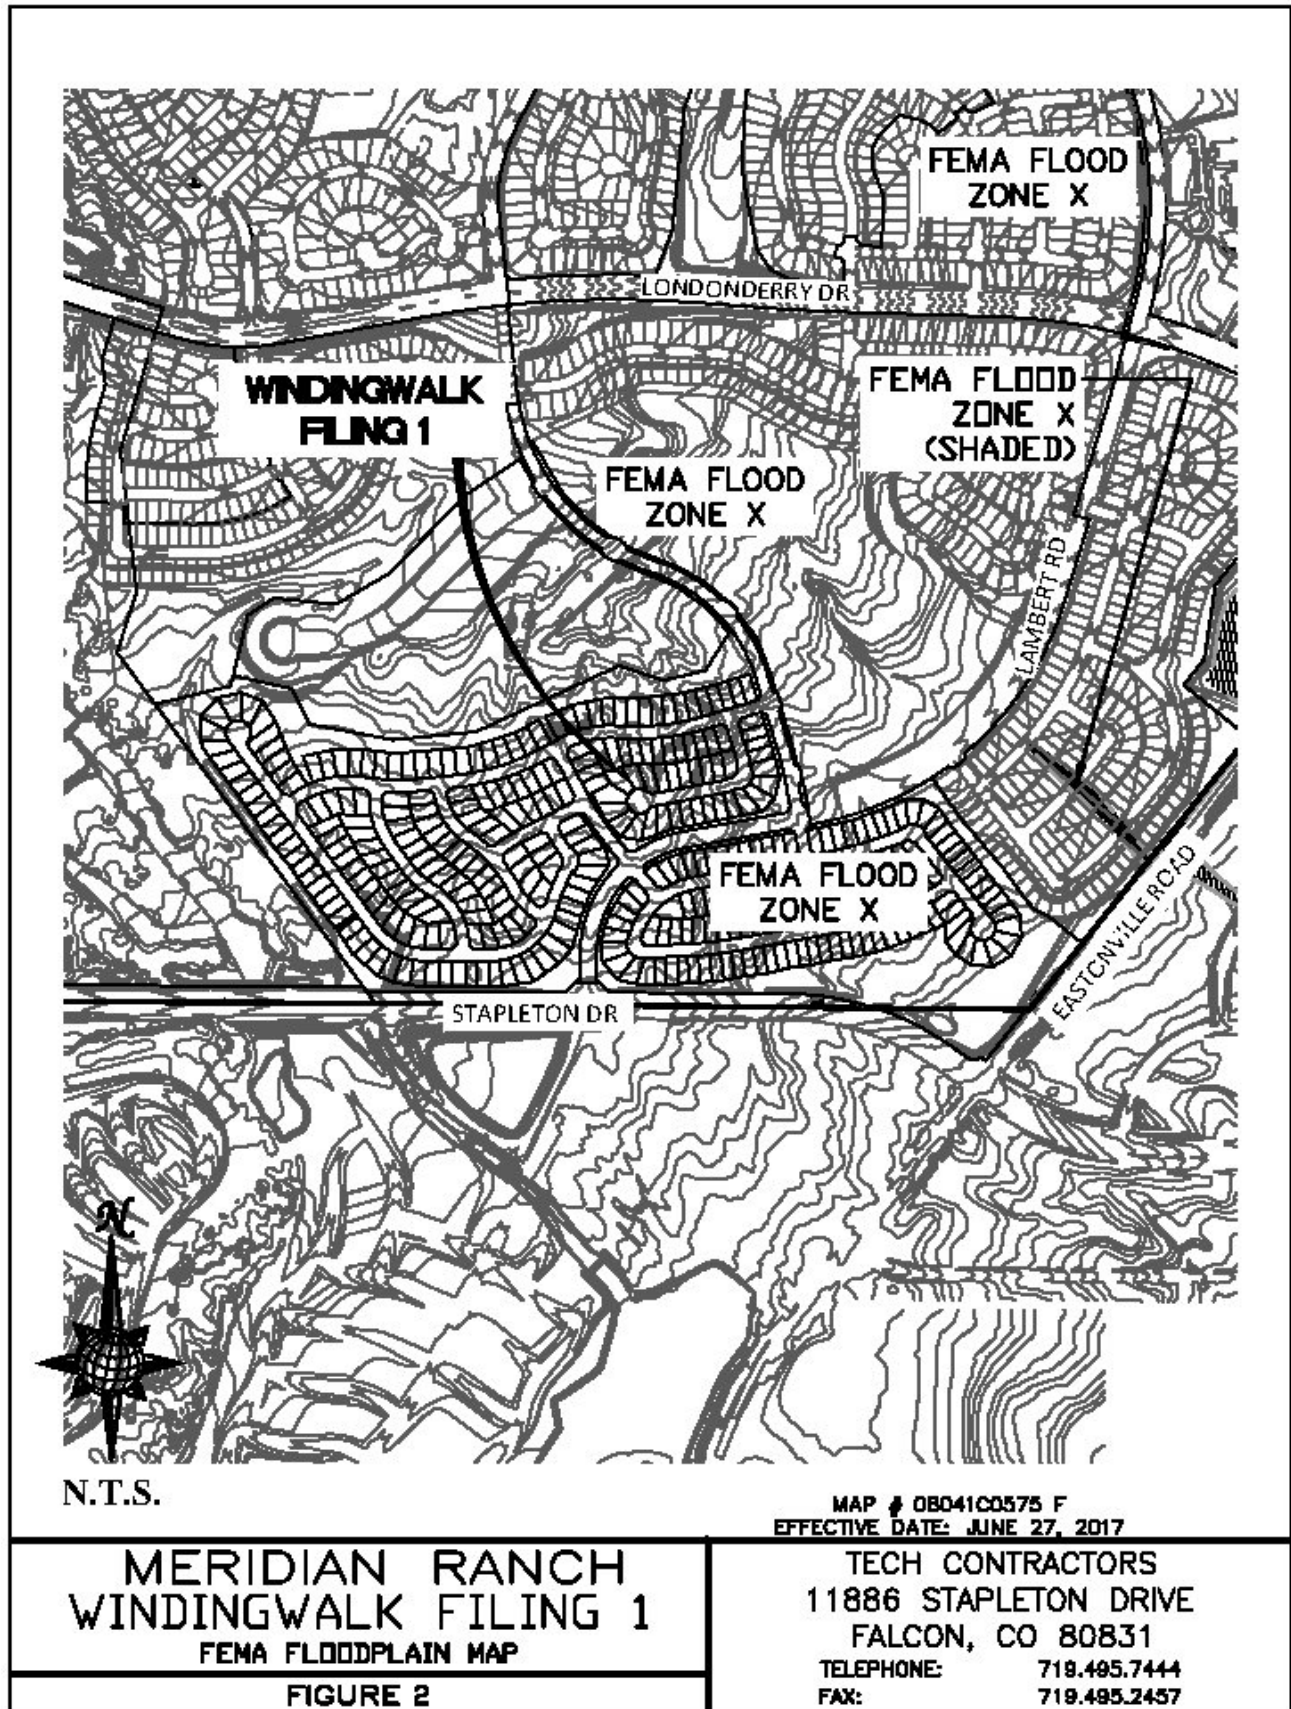 FEMA FLOOD
ZONE X
LONDONDERRY DR
WINDINGWALK
FILING 1
FEMA FLOOD
ZONE X
(SHADED)
FEMA FLOOD
ZONE X
LAMBERT RD
FEMA FLOOD
ZONE X
EASTONVILLE ROAD
STAPLETON DR
N
N.T.S.
MAP # 08041C0575 F
EFFECTIVE DATE: JUNE 27, 2017
MERIDIAN RANCH
WINDINGWALK FILING 1
FEMA FLOODPLAIN MAP
FIGURE 2
TECH CONTRACTORS
11886 STAPLETON DRIVE
FALCON, CO 80831
TELEPHONE: 719.495.7444
FAX: 719.495.2457